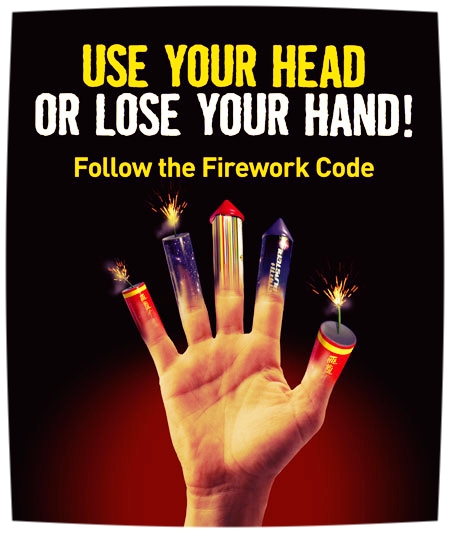 USE YOUR HEAD
OR LOSE YOUR HAND!
Follow the Firework Code